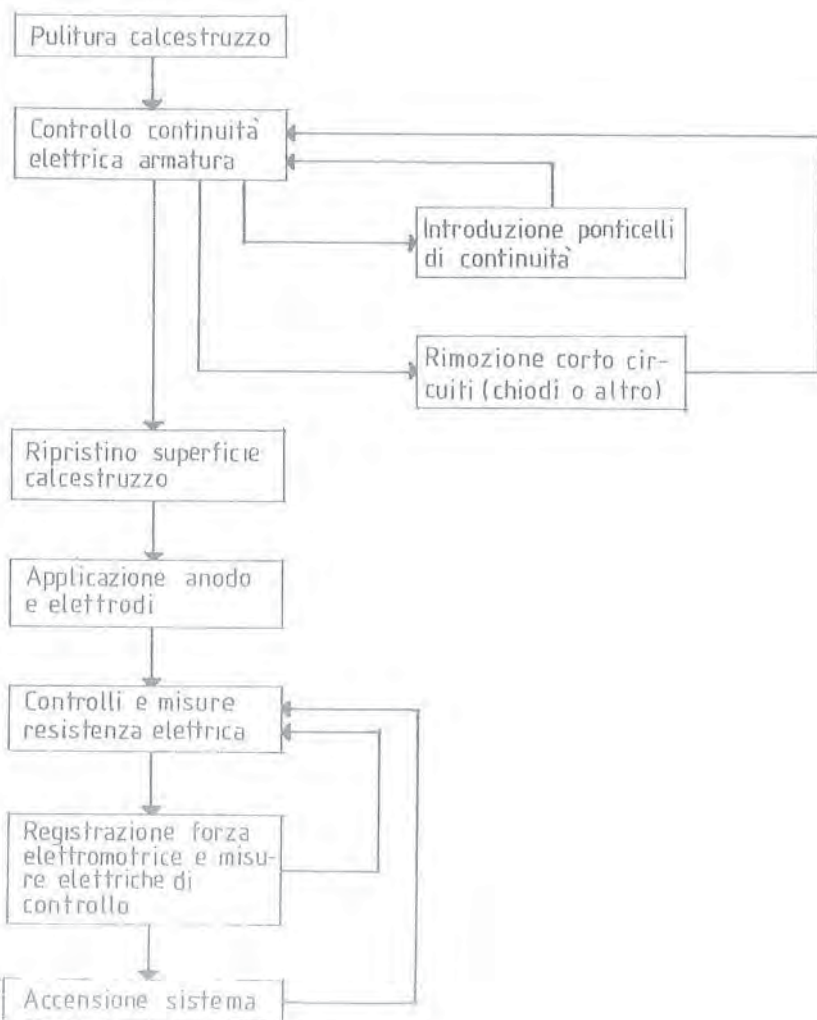 Pulitura calcestruzzo
Controllo continuità
elettrica armatura
Introduzione ponticelli
di continuità
Rimozione corto cir-
cuiti (chiodi o altro)
Ripristino superficie
calcestruzzo
Applicazione anodo
e elettrodi
Controlli e misure
resistenza elettrica
Registrazione forza
elettromotrice e misu-
re elettriche di
controllo
Accensione sistema